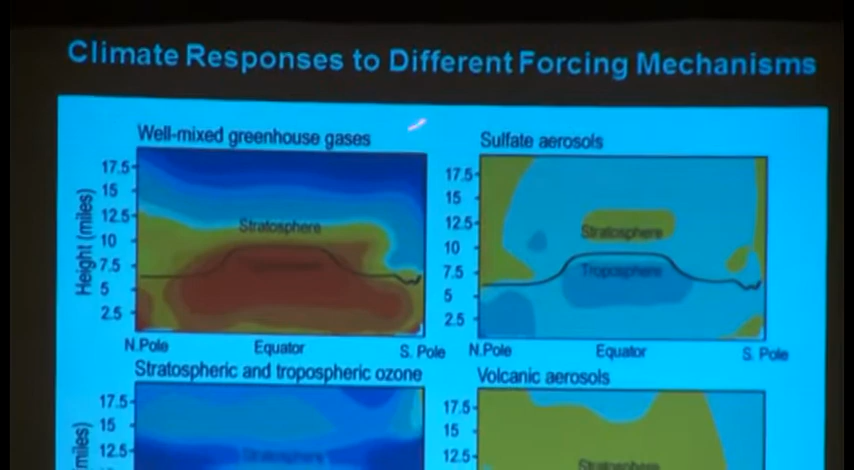 Climate Responses to Different Forcing Mechanisms
Well-mixed greenhouse gases
17.5
15
12.5
10
7.5
5
2.5
Height (miles)
Stratosphere
N.Pole
Equator
S. Pole
Sulfate aerosols
17.5
15
12.5
10
7.5
5
2.5
Stratosphere
Troposphere
N.Pole
Equator
S. Pole
Stratospheric and tropospheric ozone
17.5
15
12.5
miles)
Stratosphere
Volcanic aerosols
17.5
15
12.5
Stratosphere